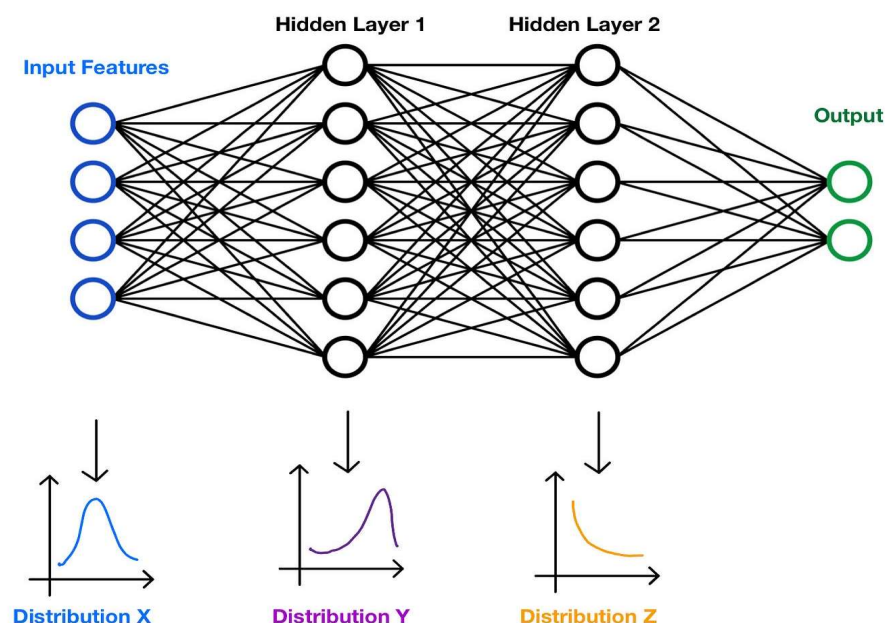 Hidden Layer 1
Hidden Layer 2
Input Features
Output
Distribution X
Distribution Y
Distribution Z